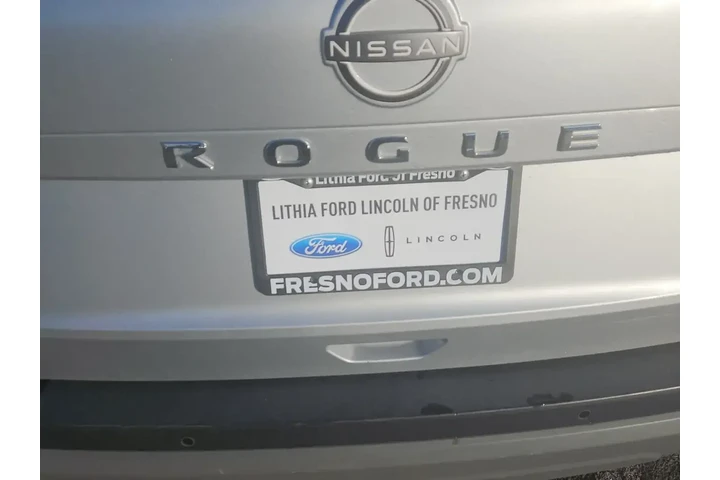 NISSAN
ROGUE
Lithia Ford of Fresno
LITHIA FORD LINCOLN OF FRESNO
Ford LINCOLN
FRESNOFORD.COM